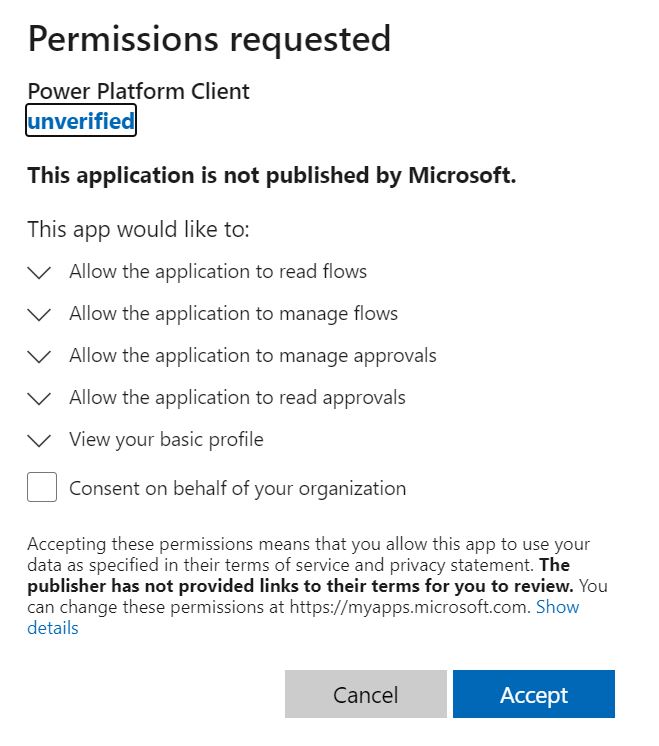 Permissions requested
Power Platform Client
unverified
This application is not published by Microsoft.
This app would like to:
Allow the application to read flows
Allow the application to manage flows
Allow the application to manage approvals
Allow the application to read approvals
View your basic profile
Consent on behalf of your organization
Accepting these permissions means that you allow this app to use your
data as specified in their terms of service and privacy statement. The
publisher has not provided links to their terms for you to review. You
can change these permissions at https://myapps.microsoft.com. Show
details
Cancel
Accept